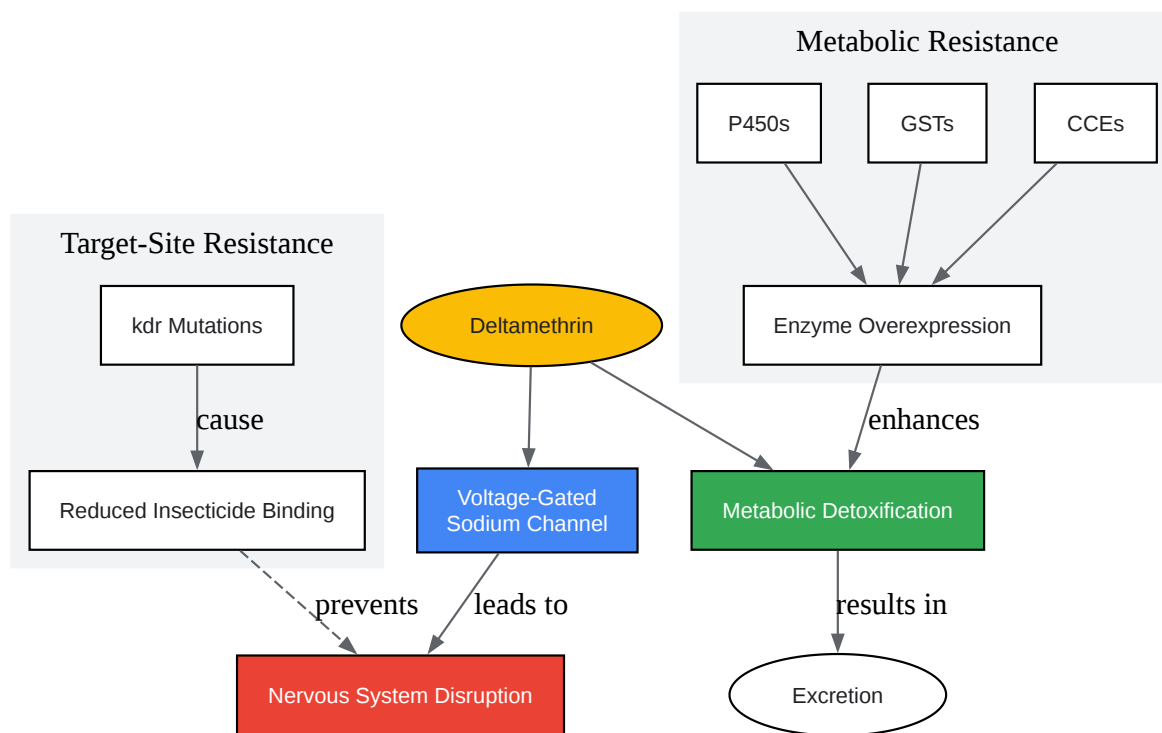 Metabolic Resistance
P450s
GSTs
CCEs
Target-Site Resistance
kdr Mutations
Deltamethrin
Enzyme Overexpression
cause
enhances
Reduced Insecticide Binding
Voltage-Gated
Sodium Channel
Metabolic Detoxification
prevents
leads to
results in
Nervous System Disruption
Excretion